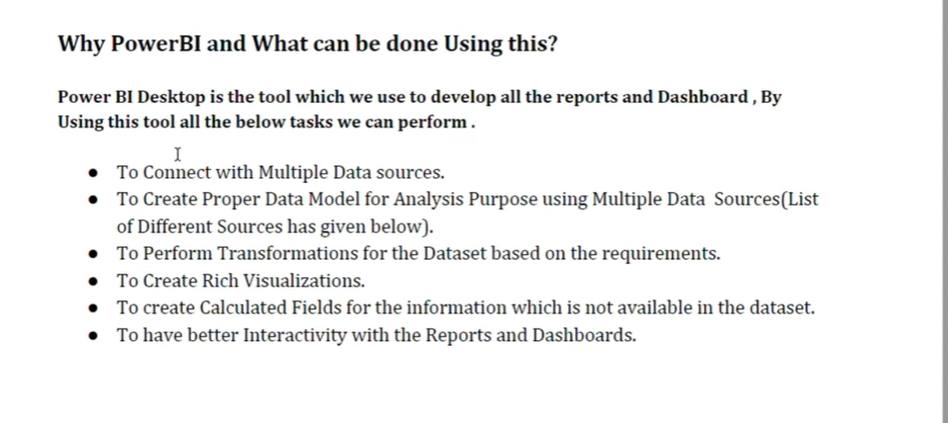 Why PowerBI and What can be done Using this?
Power BI Desktop is the tool which we use to develop all the reports and Dashboard , By
Using this tool all the below tasks we can perform .
● To Connect with Multiple Data sources.
● To Create Proper Data Model for Analysis Purpose using Multiple Data  Sources(List
of Different Sources has given below).
● To Perform Transformations for the Dataset based on the requirements.
● To Create Rich Visualizations.
● To create Calculated Fields for the information which is not available in the dataset.
● To have better Interactivity with the Reports and Dashboards.